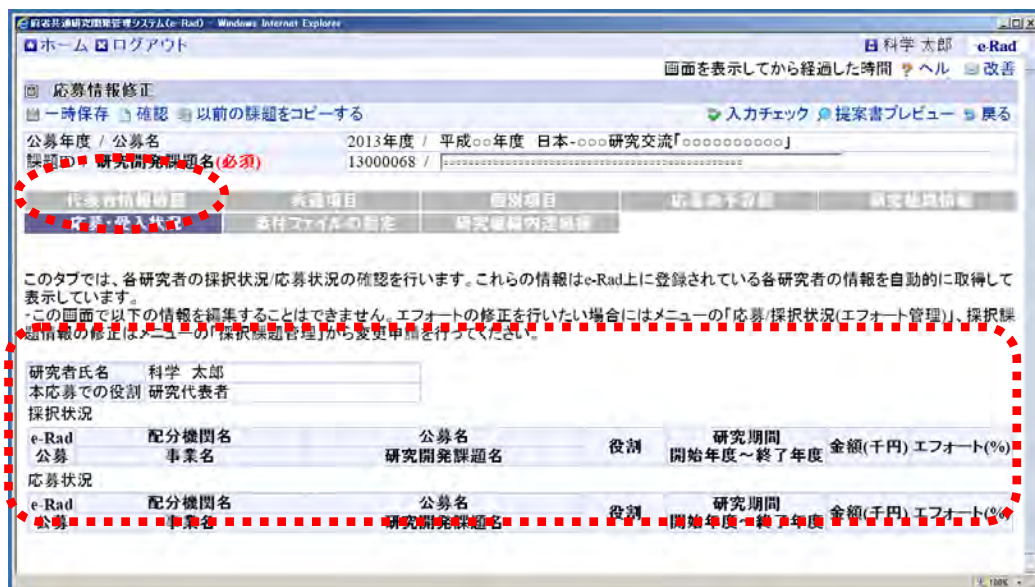 府省共通研究開発管理システム(e-Rad) - Windows Internet Explorer
ホーム ログアウト 科学 太郎 e-Rad
画面を表示してから経過した時間 ヘル 改善
応募情報修正
一時保存 確認 以前の課題をコピーする 入力チェック 提案書プレビュー 戻る
公募年度 / 公募名 2013年度 / 平成○○年度 日本-○○○研究交流「○○○○○○○○○○」
課題ID / 研究開発課題名(必須) 13000068 /
代表者情報確認 共通項目 個別項目 応募時予算額 研究組織情報
応募・受入状況 添付ファイルの指定
このタブでは、各研究者の採択状況/応募状況の確認を行います。これらの情報はe-Rad上に登録されている各研究者の情報を自動的に取得して
表示しています。
・この画面で以下の情報を編集することはできません。エフォートの修正を行いたい場合にはメニューの「応募/採択状況(エフォート管理)」、採択課
題情報の修正はメニューの「採択課題管理」から変更申請を行ってください。
研究者氏名 科学 太郎
本応募での役割 研究代表者
採択状況
e-Rad 配分機関名 公募名 役割 研究期間 金額(千円) エフォート(%)
公募 事業名 研究開発課題名 開始年度～終了年度
応募状況
e-Rad 配分機関名 公募名 役割 研究期間 金額(千円) エフォート(%)
公募 事業名 研究開発課題名 開始年度～終了年度
100%